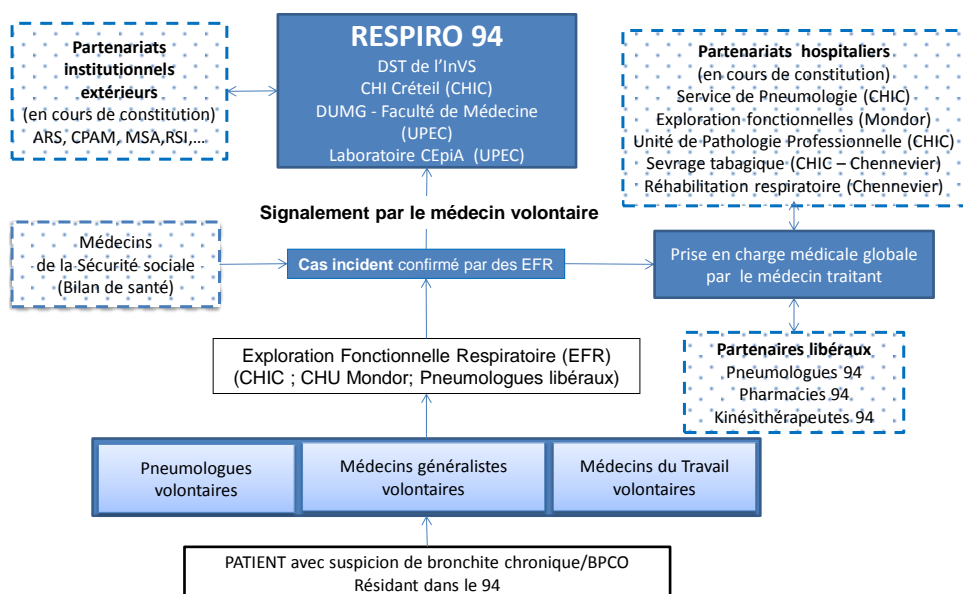 Partenariats
institutionnels
extérieurs
(en cours de constitution)
ARS, CPAM, MSA,RSI,...
RESPIRO 94
DST de l'InVS
CHI Créteil (CHIC)
DUMG - Faculté de Médecine
(UPEC)
Laboratoire CEpiA (UPEC)
Partenariats hospitaliers
(en cours de constitution)
Service de Pneumologie (CHIC)
Exploration fonctionnelles (Mondor)
Unité de Pathologie Professionnelle (CHIC)
Sevrage tabagique (CHIC – Chennevier)
Réhabilitation respiratoire (Chennevier)
Signalement par le médecin volontaire
Médecins
de la Sécurité sociale
(Bilan de santé)
Cas incident confirmé par des EFR
Prise en charge médicale globale
par le médecin traitant
Exploration Fonctionnelle Respiratoire (EFR)
(CHIC ; CHU Mondor; Pneumologues libéraux)
Partenaires libéraux
Pneumologues 94
Pharmacies 94
Kinésithérapeutes 94
Pneumologues
volontaires
Médecins généralistes
volontaires
Médecins du Travail
volontaires
PATIENT avec suspicion de bronchite chronique/BPCO
Résidant dans le 94